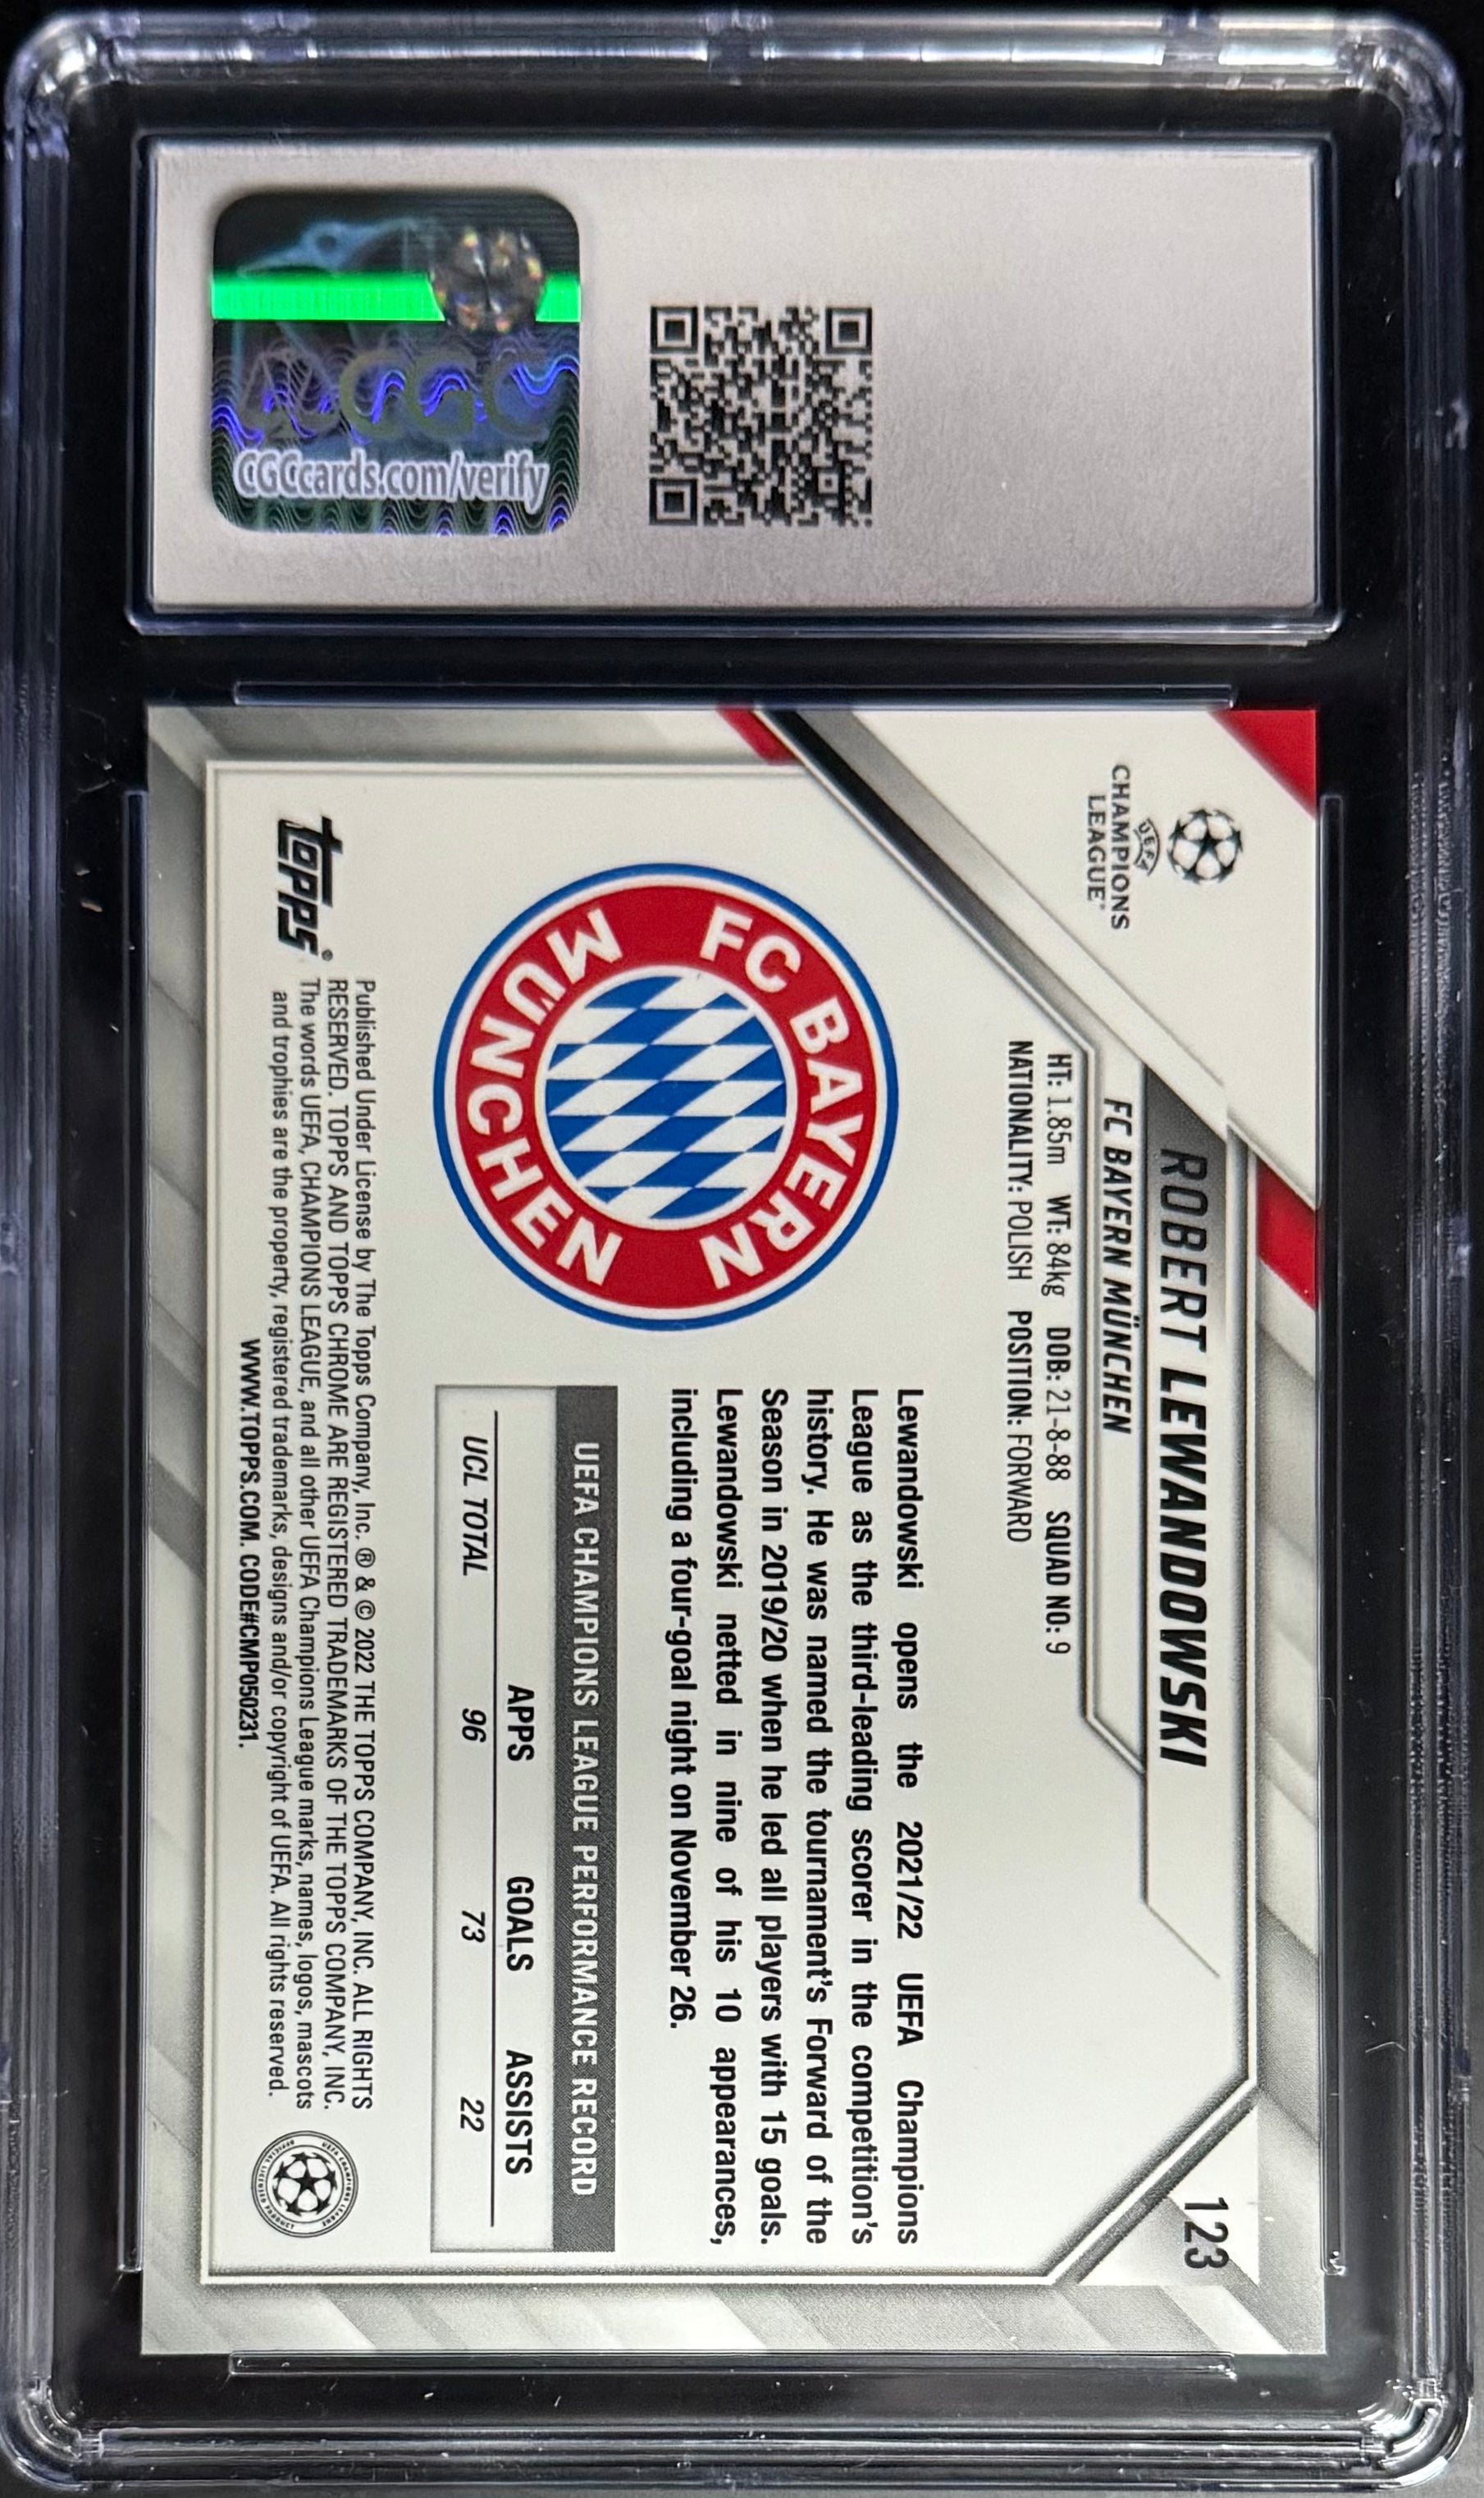 CGC
CGCcards.com/verify
UEFA
CHAMPIONS
LEAGUE
123
ROBERT LEWANDOWSKI
FC BAYERN MÜNCHEN
HT: 1.85m WT: 84kg DOB: 21-8-88 SQUAD NO: 9
NATIONALITY: POLISH POSITION: FORWARD
FC BAYERN
MÜNCHEN
Lewandowski opens the 2021/22 UEFA Champions
League as the third-leading scorer in the competition's
history. He was named the tournament's Forward of the
Season in 2019/20 when he led all players with 15 goals.
Lewandowski netted in nine of his 10 appearances,
including a four-goal night on November 26.
UEFA CHAMPIONS LEAGUE PERFORMANCE RECORD
APPS GOALS ASSISTS
UCL TOTAL 96 73 22
topps®
Published Under License by The Topps Company, Inc. ® & © 2022 THE TOPPS COMPANY, INC. ALL RIGHTS
RESERVED. TOPPS AND TOPPS CHROME ARE REGISTERED TRADEMARKS OF THE TOPPS COMPANY, INC.
The words UEFA, CHAMPIONS LEAGUE, and all other UEFA Champions League marks, names, logos, mascots
and trophies are the property, registered trademarks, designs and/or copyright of UEFA. All rights reserved.
WWW.TOPPS.COM. CODE#CMP050231.
UEFA CHAMPIONS LEAGUE
OFFICIAL LICENSED PRODUCT